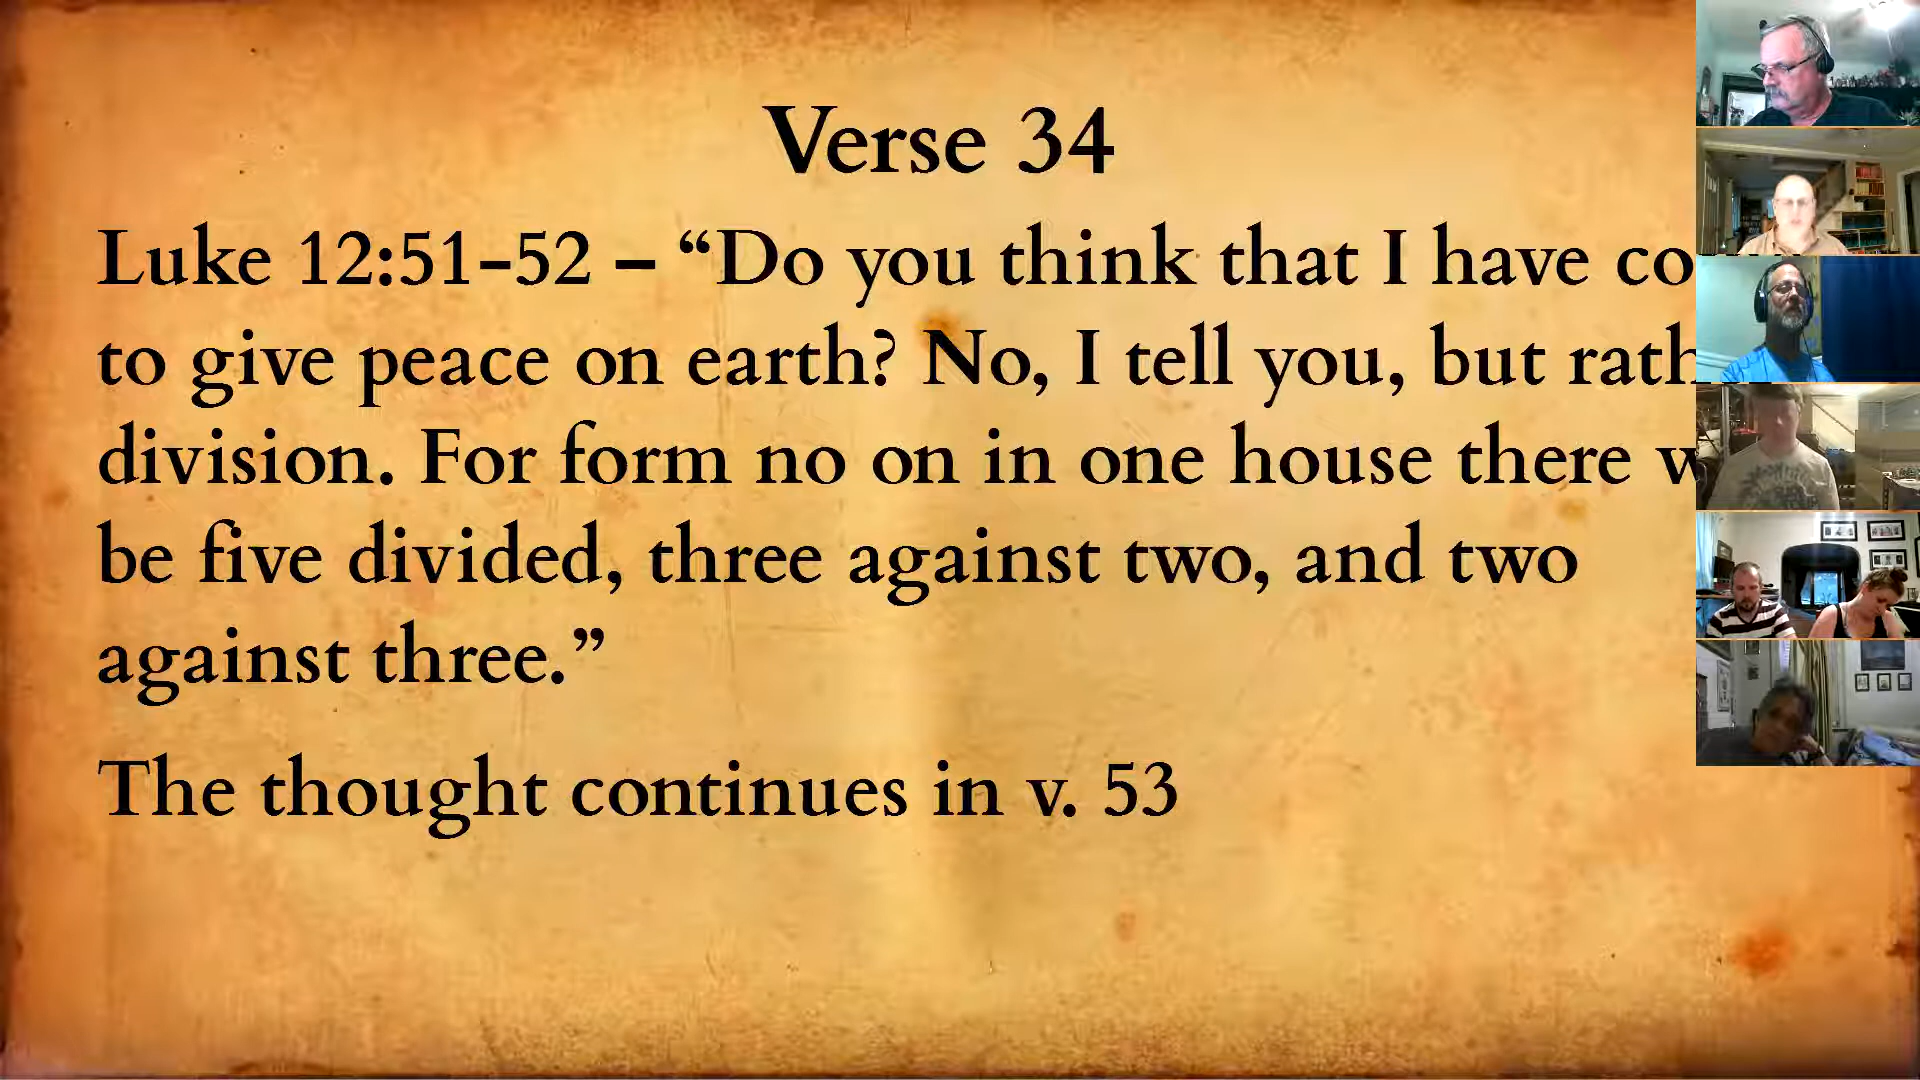 Verse 34
Luke 12:51-52 – “Do you think that I have co
to give peace on earth? No, I tell you, but rath
division. For form no on in one house there w
be five divided, three against two, and two
against three.”
The thought continues in v. 53